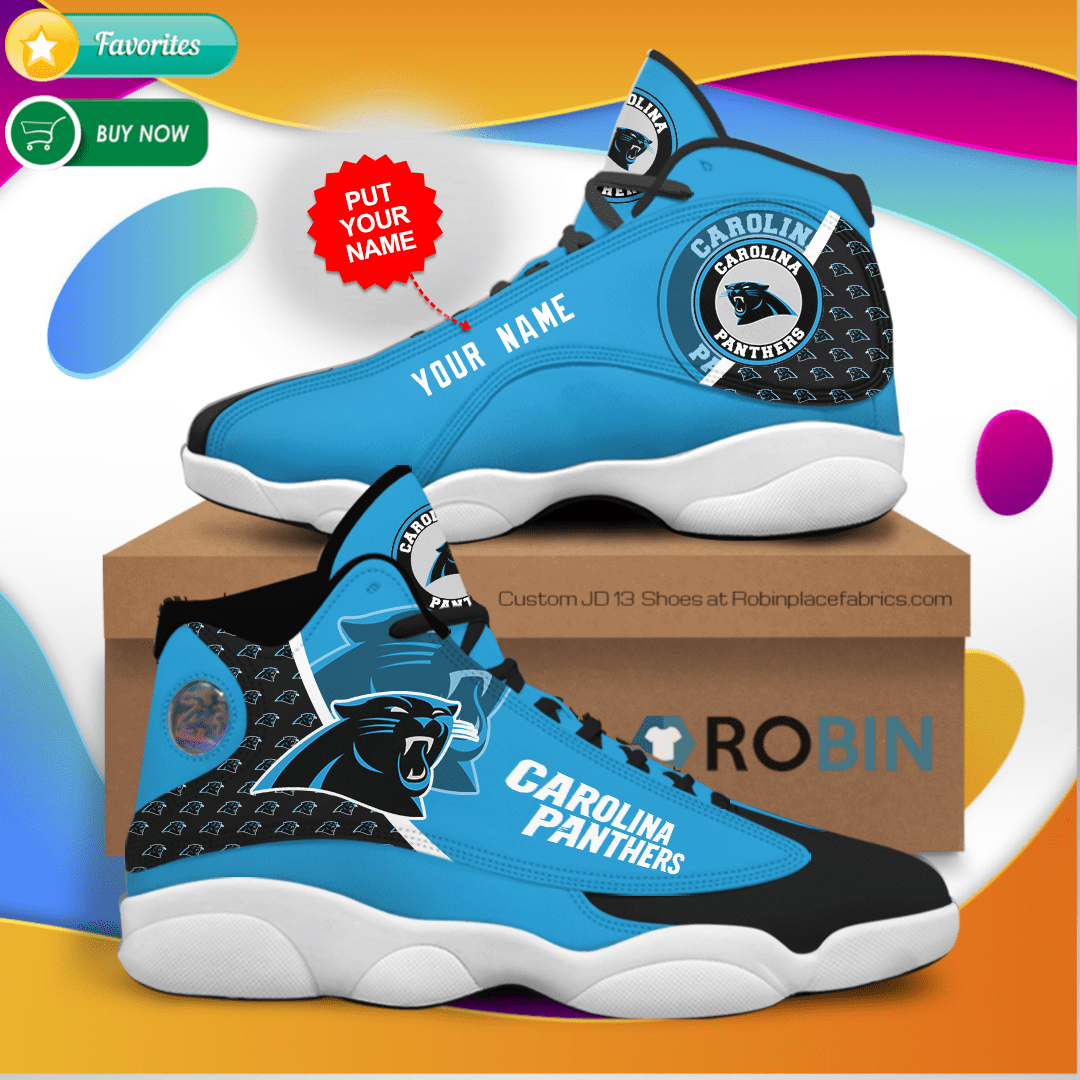 Favorites
BUY NOW
PUT
YOUR
NAME
YOUR NAME
CAROLINA
PANTHERS
CAROLINA
PANTHERS
Custom JD 13 Shoes at Robinplacefabrics.com
ROBIN
CAROLINA
PANTHERS